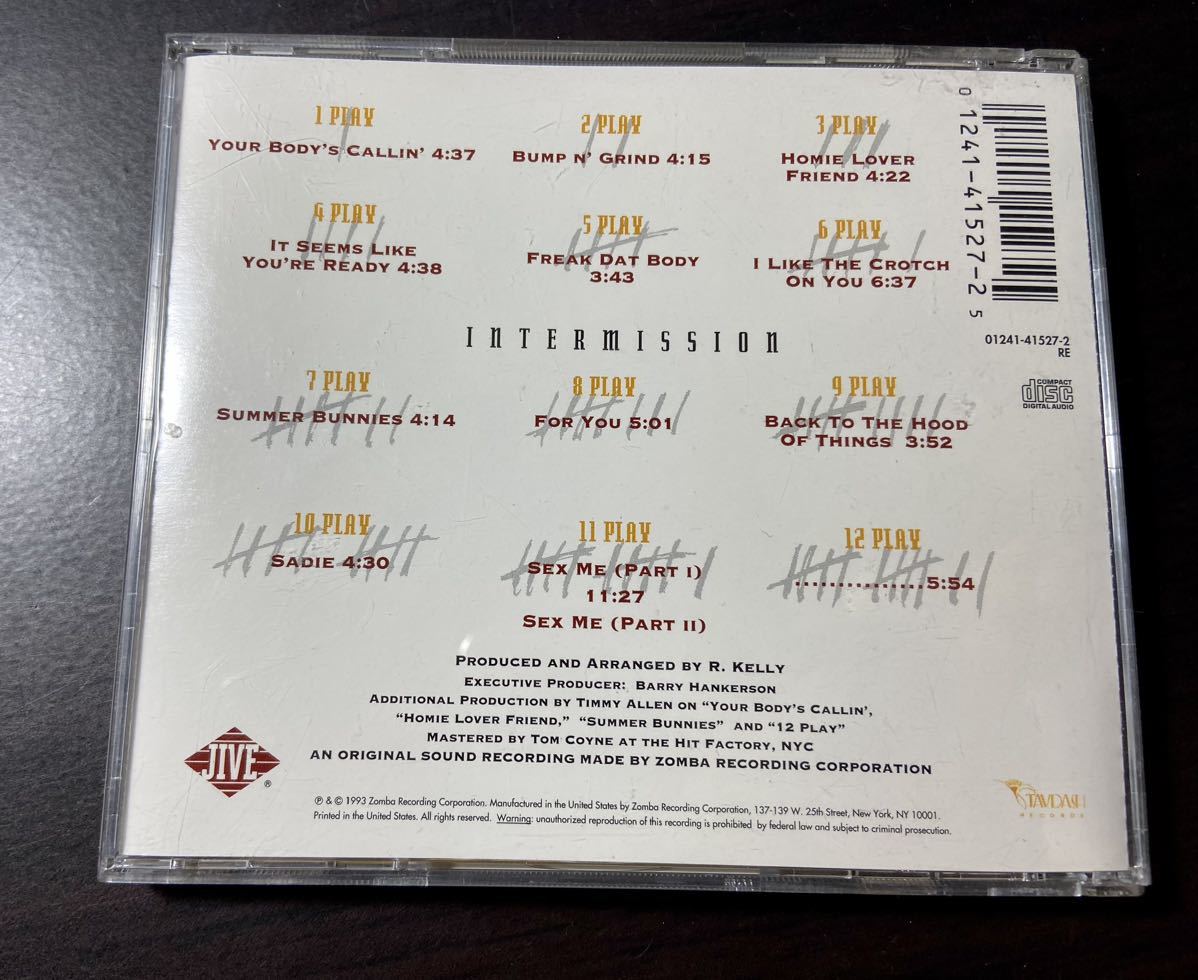 1 PLAY
YOUR BODY'S CALLIN' 4:37
2 PLAY
BUMP N' GRIND 4:15
3 PLAY
HOMIE LOVER
FRIEND 4:22
4 PLAY
IT SEEMS LIKE
YOU'RE READY 4:38
5 PLAY
FREAK DAT BODY
3:43
6 PLAY
I LIKE THE CROTCH
ON YOU 6:37
INTERMISSION
7 PLAY
SUMMER BUNNIES 4:14
8 PLAY
FOR YOU 5:01
9 PLAY
BACK TO THE HOOD
OF THINGS 3:52
10 PLAY
SADIE 4:30
11 PLAY
SEX ME (PART I)
11:27
SEX ME (PART II)
12 PLAY
...............5:54
0 1241-41527-2 5
01241-41527-2
RE
COMPACT
disc
DIGITAL AUDIO
PRODUCED AND ARRANGED BY R. KELLY
EXECUTIVE PRODUCER: BARRY HANKERSON
ADDITIONAL PRODUCTION BY TIMMY ALLEN ON "YOUR BODY'S CALLIN',
"HOMIE LOVER FRIEND," "SUMMER BUNNIES" AND "12 PLAY"
MASTERED BY TOM COYNE AT THE HIT FACTORY, NYC
AN ORIGINAL SOUND RECORDING MADE BY ZOMBA RECORDING CORPORATION
JIVE ®
℗ & © 1993 Zomba Recording Corporation. Manufactured in the United States by Zomba Recording Corporation, 137-139 W. 25th Street, New York, NY 10001.
Printed in the United States. All rights reserved. Warning: unauthorized reproduction of this recording is prohibited by federal law and subject to criminal prosecution.
TAVDASH
RECORDS